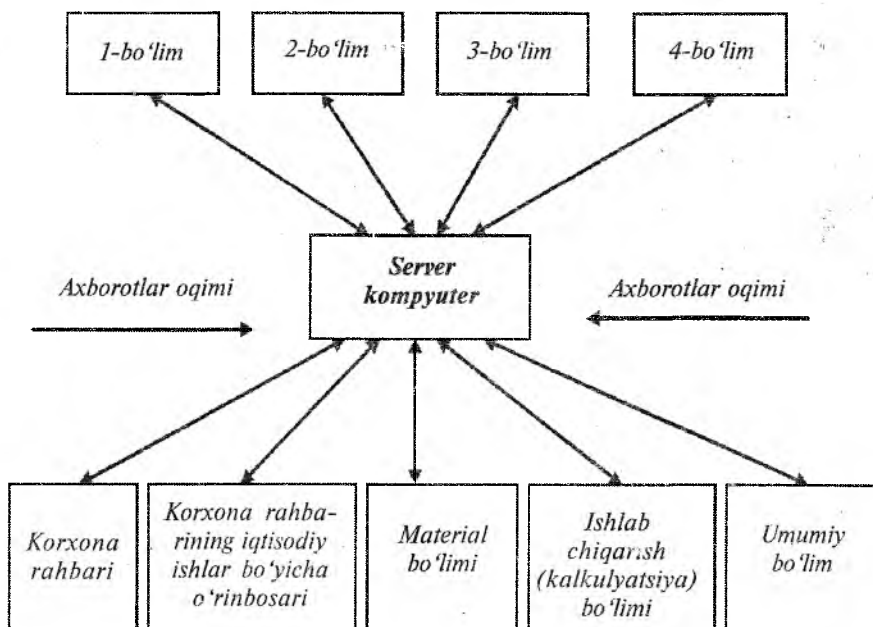 1-bo‘lim
2-bo‘lim
3-bo‘lim
4-bo‘lim
Server
kompyuter
Axborotlar oqimi
Axborotlar oqimi
Korxona
rahbari
Korxona rahba-
rining iqtisodiy
ishlar bo‘yicha
o‘rinbosari
Material
bo‘limi
Ishlab
chiqarish
(kalkulyatsiya)
bo‘limi
Umumiy
bo‘lim